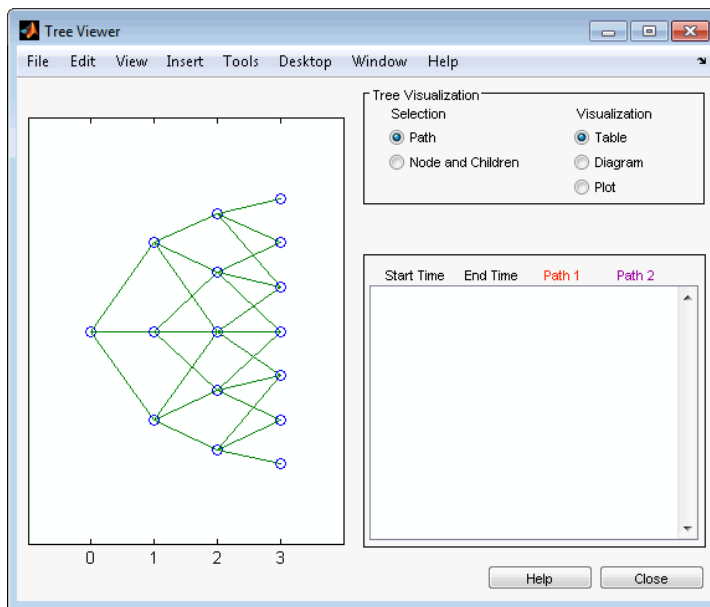 Tree Viewer
File Edit View Insert Tools Desktop Window Help
Tree Visualization
Selection Visualization
Path Table
Node and Children Diagram
Plot
Start Time End Time Path 1 Path 2
0 1 2 3
Help Close